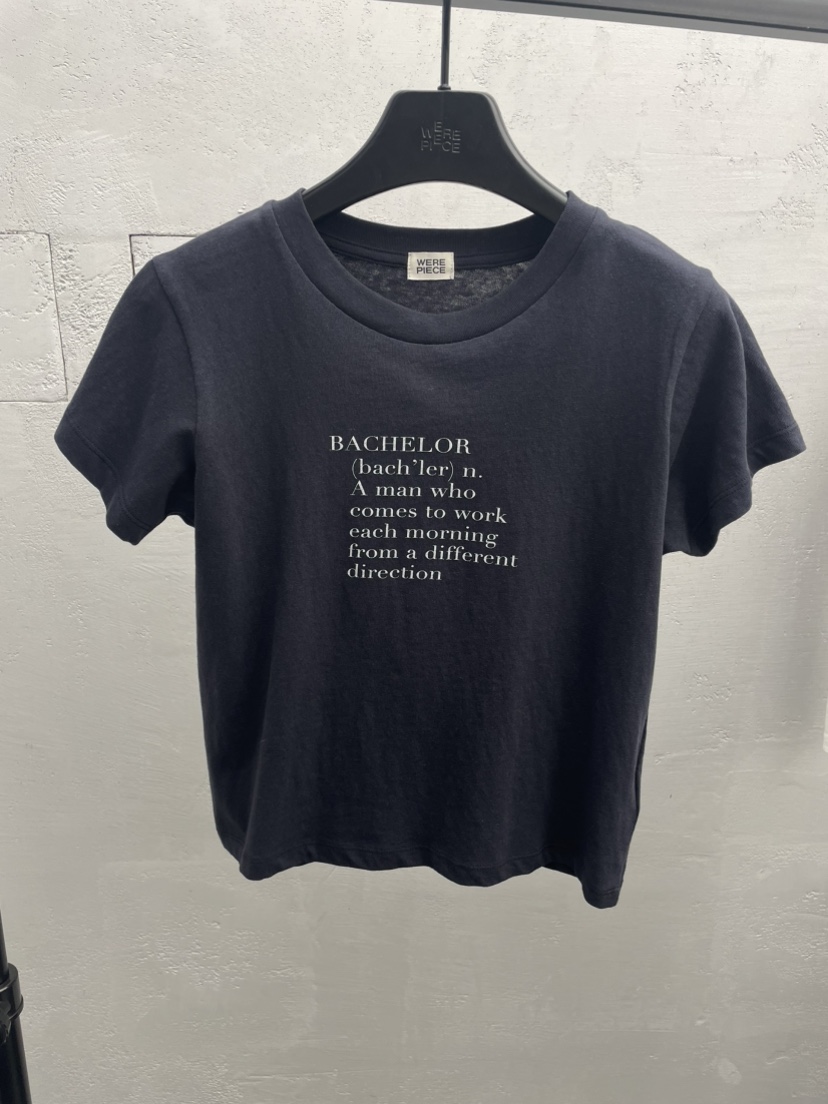 WERE
PIECE
WERE
PIECE
BACHELOR
(bach’ler) n.
A man who
comes to work
each morning
from a different
direction